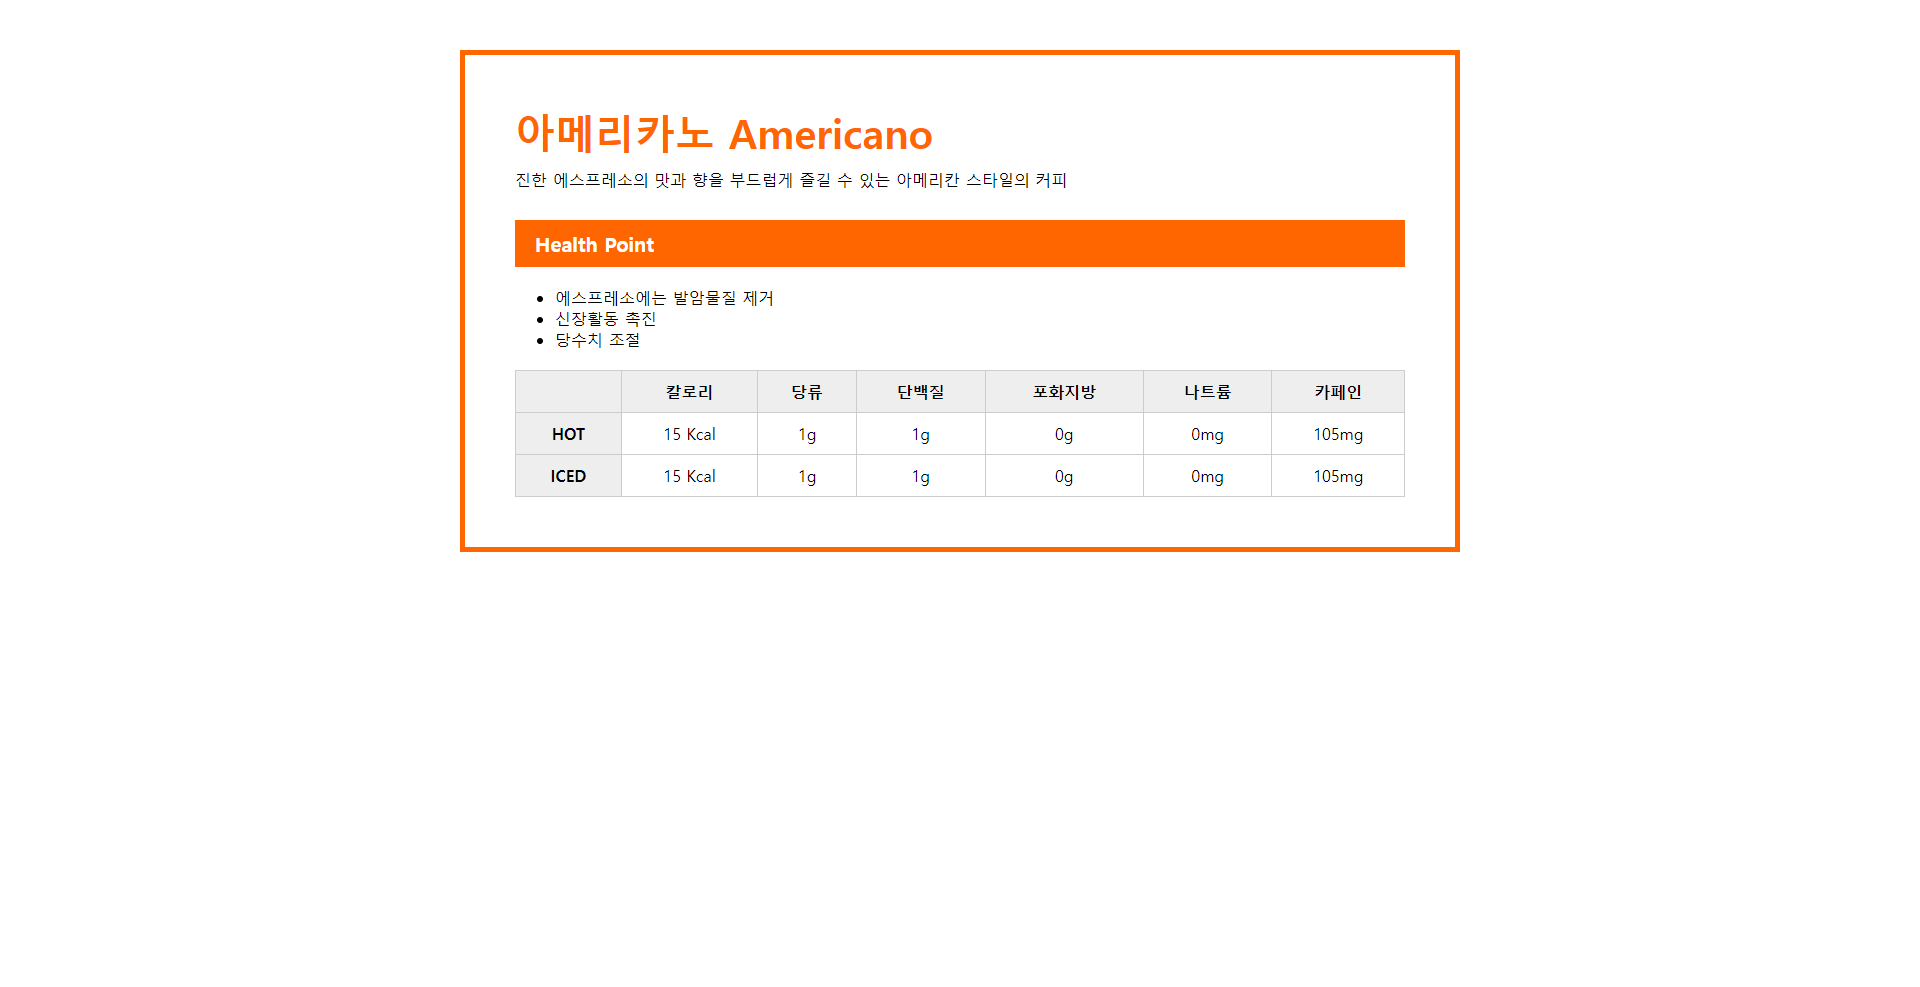 아메리카노 Americano
진한 에스프레소의 맛과 향을 부드럽게 즐길 수 있는 아메리칸 스타일의 커피
Health Point
에스프레소에는 발암물질 제거
신장활동 촉진
당수치 조절
칼로리 당류 단백질 포화지방 나트륨 카페인
HOT 15 Kcal 1g 1g 0g 0mg 105mg
ICED 15 Kcal 1g 1g 0g 0mg 105mg